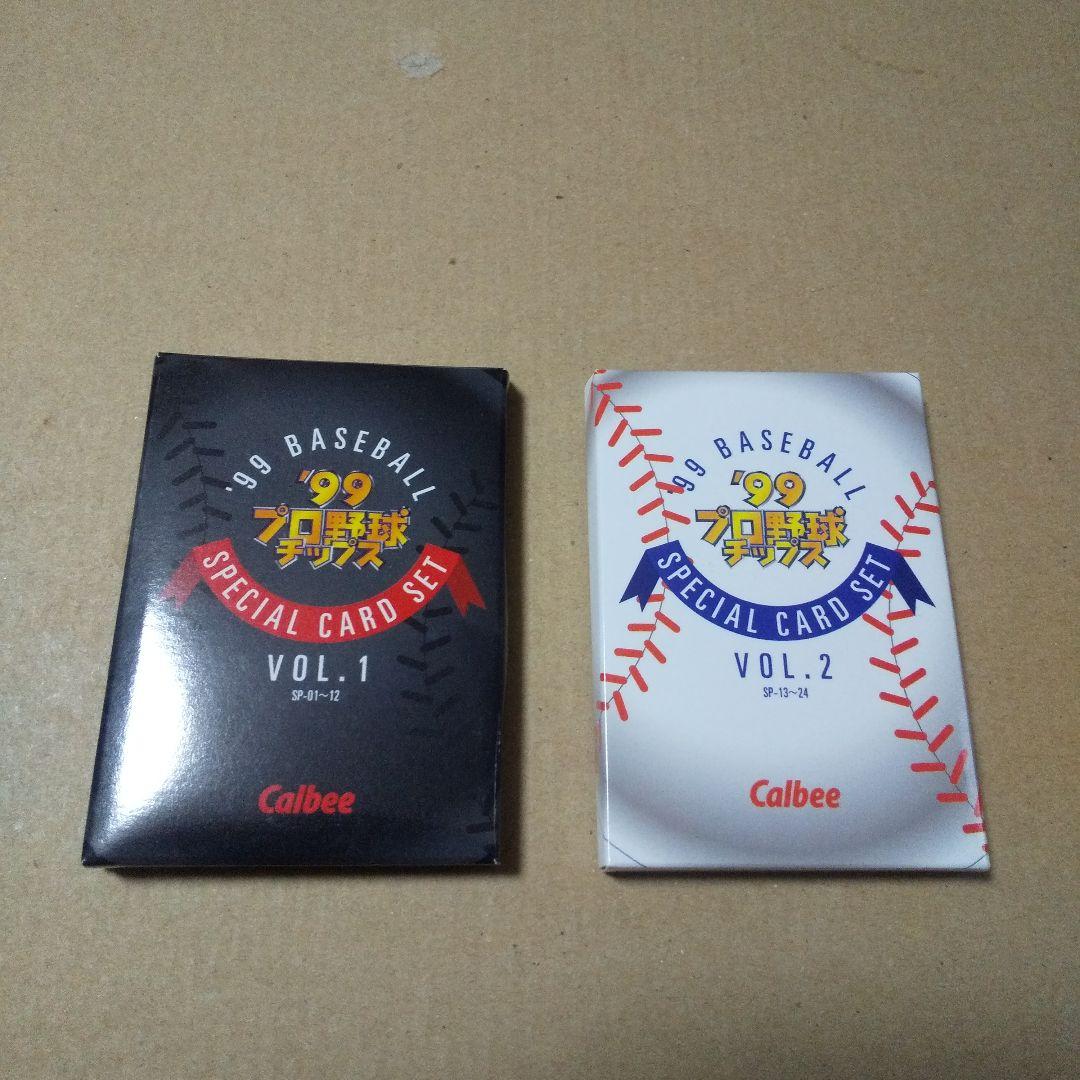 '99 BASEBALL
'99
プロ野球
チップス
SPECIAL CARD SET
VOL.1
SP-01~12
Calbee
'99 BASEBALL
'99
プロ野球
チップス
SPECIAL CARD SET
VOL.2
SP-13~24
Calbee